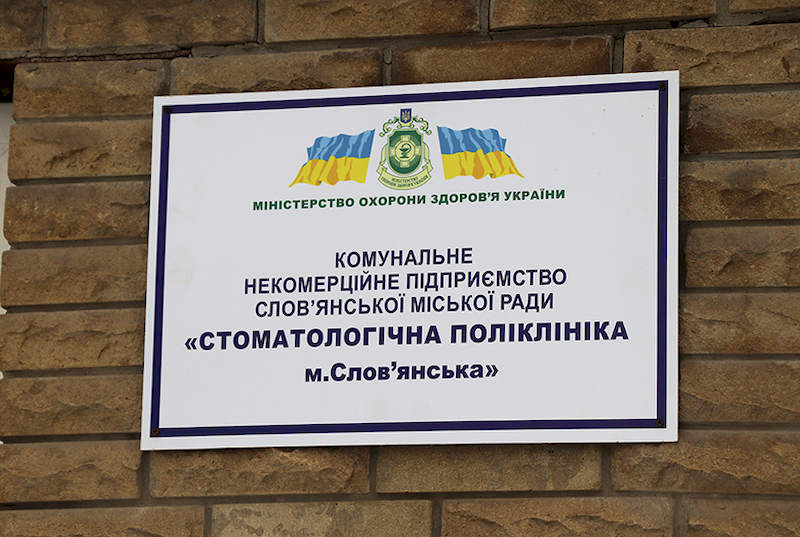 МІНІСТЕРСТВО ОХОРОНИ ЗДОРОВ'Я УКРАЇНИ
КОМУНАЛЬНЕ
НЕКОМЕРЦІЙНЕ ПІДПРИЄМСТВО
СЛОВ'ЯНСЬКОЇ МІСЬКОЇ РАДИ
«СТОМАТОЛОГІЧНА ПОЛІКЛІНІКА
м.Слов'янська»